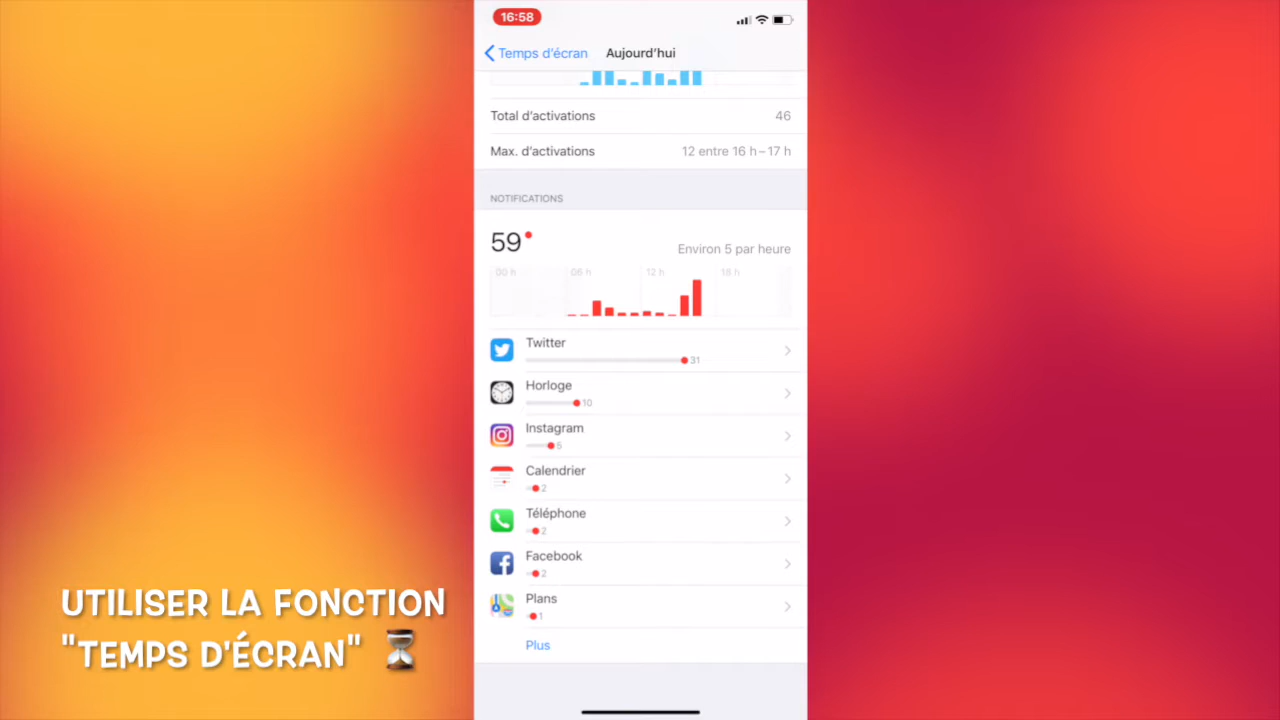 16:58
Temps d'écran Aujourd'hui
Total d'activations 46
Max. d'activations 12 entre 16 h – 17 h
NOTIFICATIONS
59
Environ 5 par heure
00 h 06 h 12 h 18 h
Twitter
31
Horloge
10
Instagram
5
Calendrier
2
Téléphone
2
Facebook
2
Plans
1
Plus
UTILISER LA FONCTION
"TEMPS D'ÉCRAN"